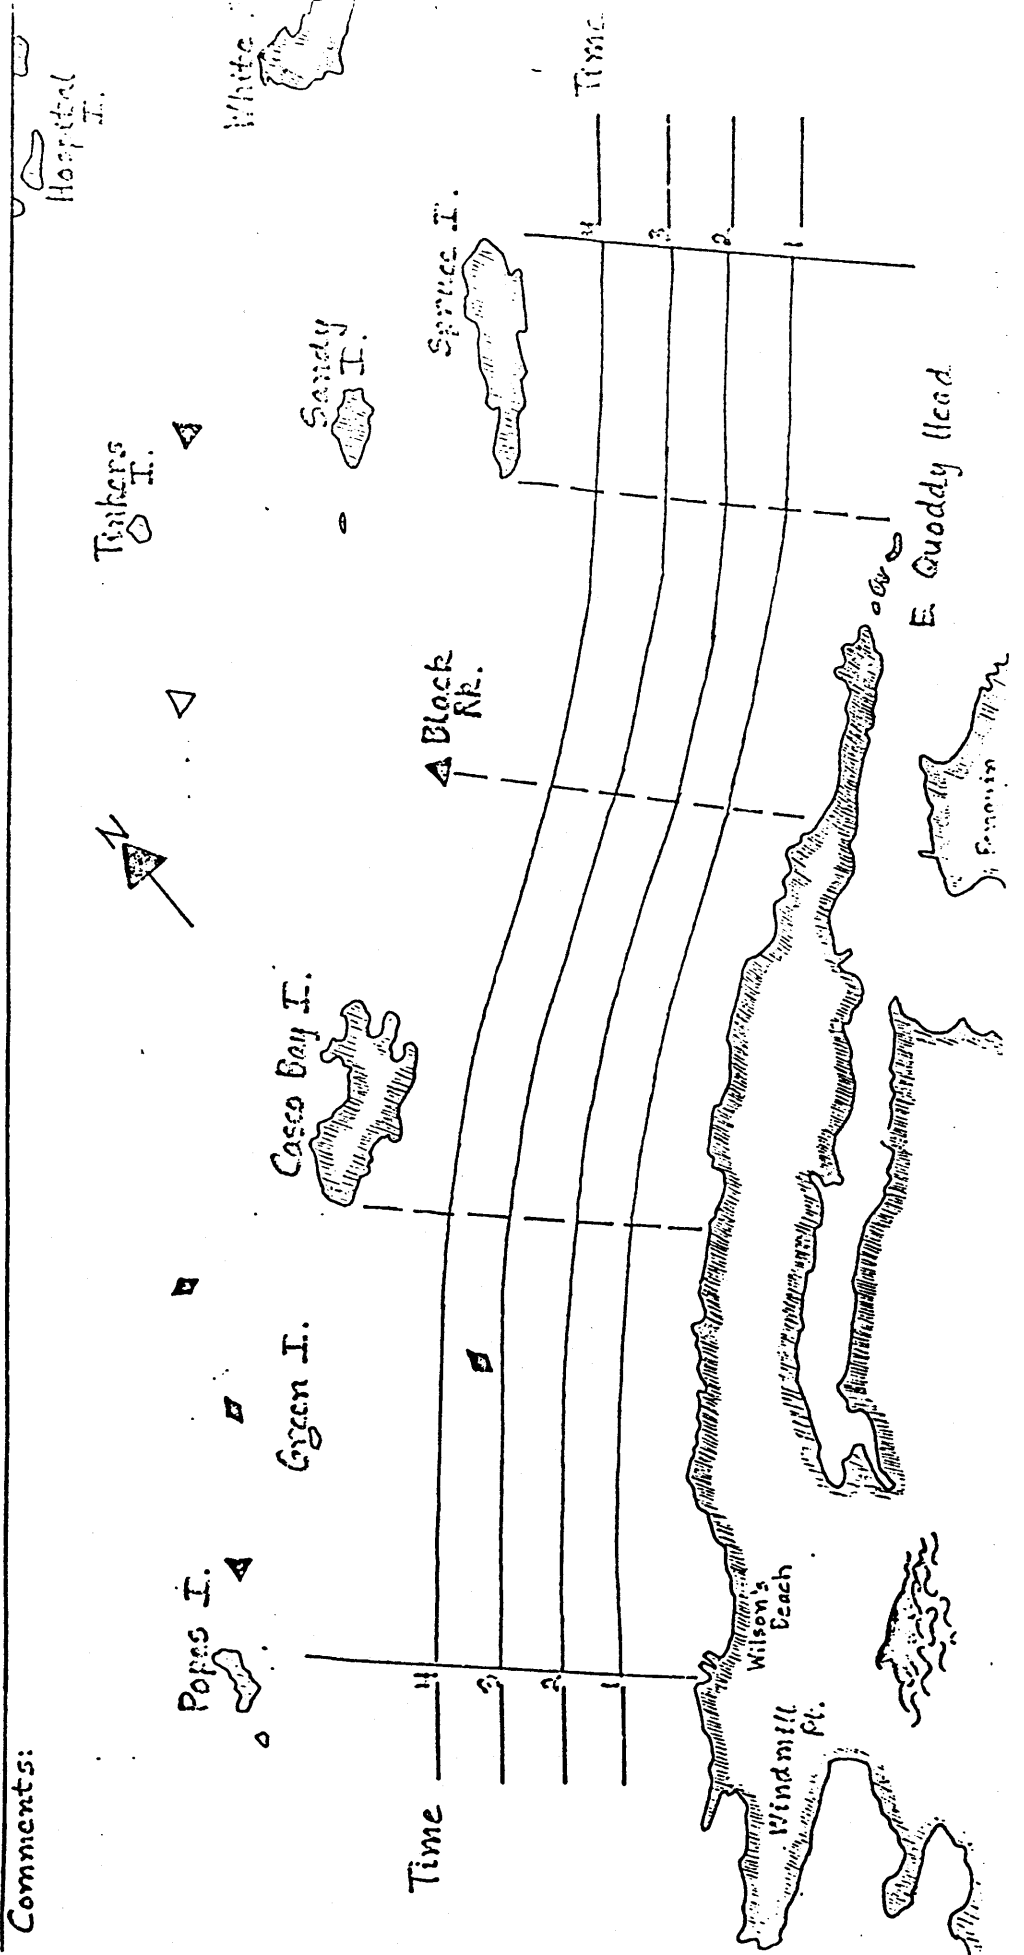 Comments:
Hospital
I.
White
Tinkers
I.
Sandy
I.
Spruce I.
Popes I.
Green I.
Casco Bay I.
Black
Rk.
N
Time
4
3
2
1
Time
4
3
2
1
Wilson's
Beach
Windmill
Pt.
E Quoddy Head